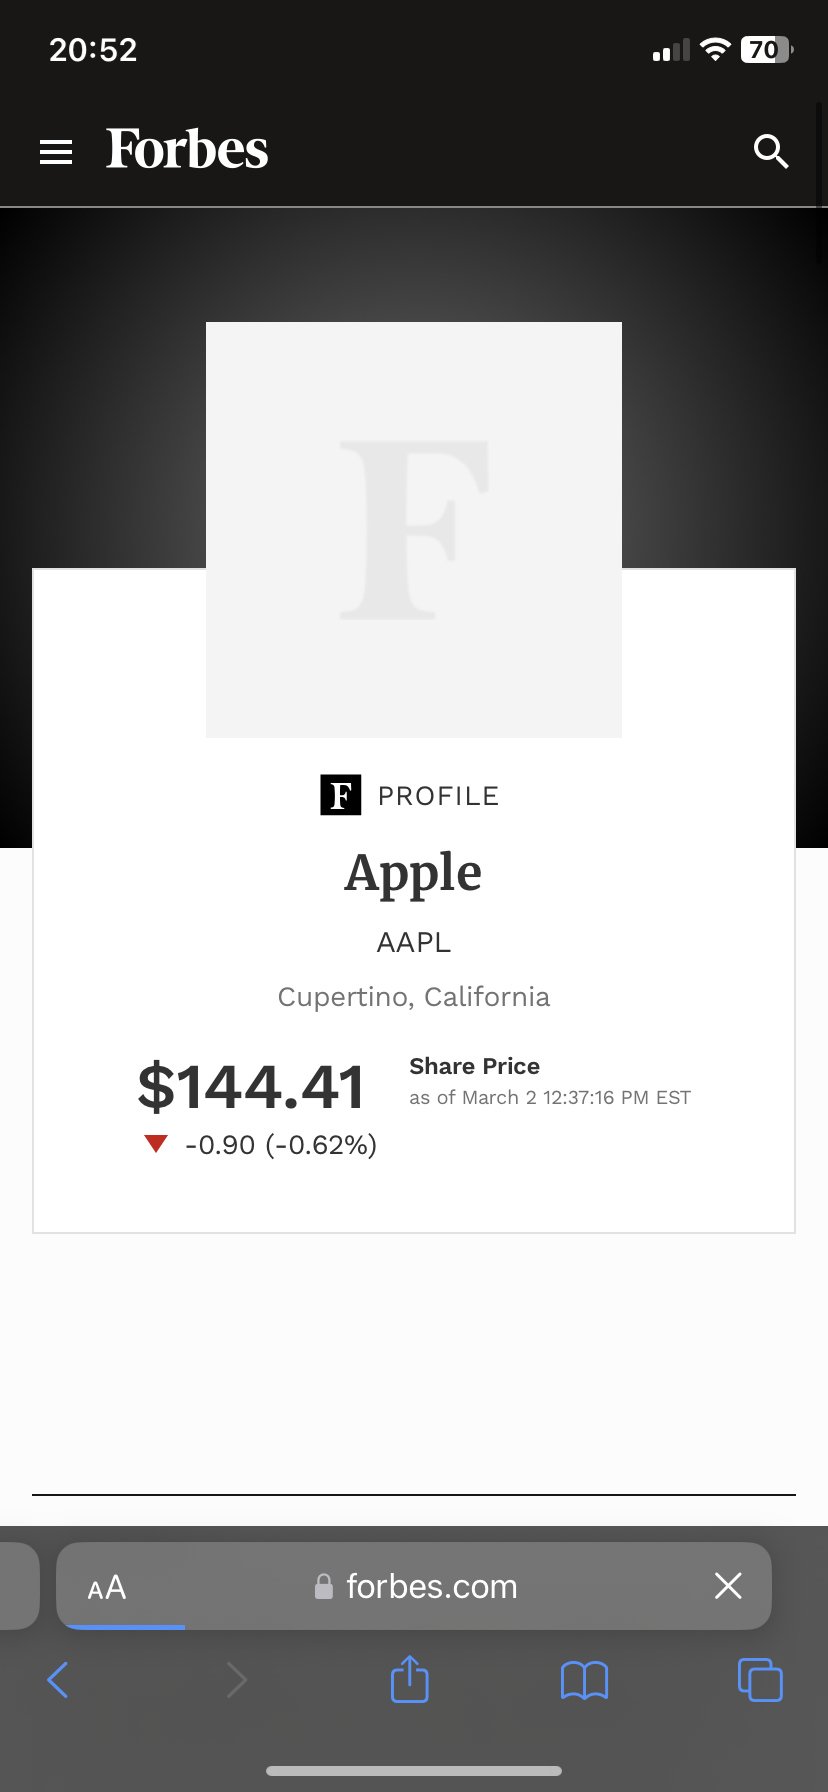 20:52
70
Forbes
F
F PROFILE
Apple
AAPL
Cupertino, California
$144.41
Share Price
as of March 2 12:37:16 PM EST
-0.90 (-0.62%)
AA
forbes.com